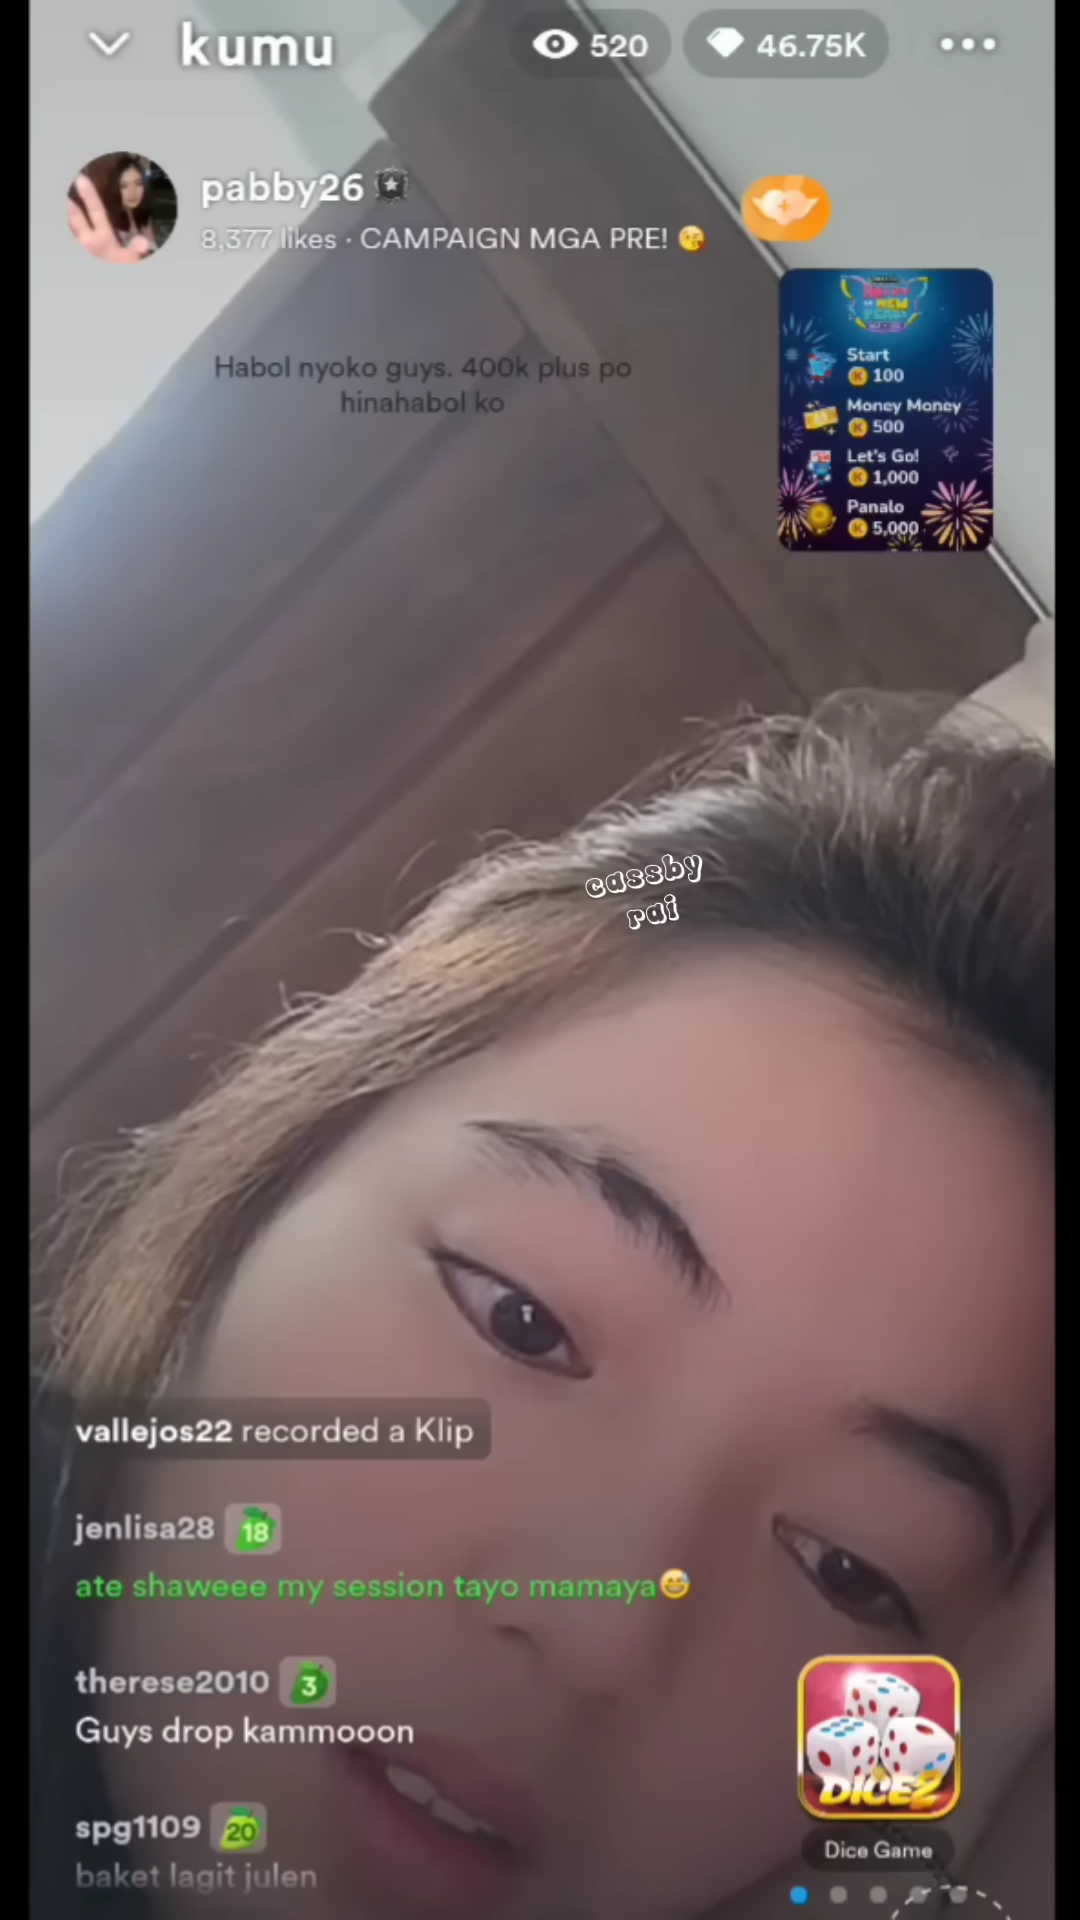 kumu
520
46.75K
pabby26
8,377 likes · CAMPAIGN MGA PRE! 😘
Habol nyoko guys. 400k plus po
hinahabol ko
Start
K 100
Money Money
K 500
Let's Go!
K 1,000
Panalo
K 5,000
cassby
rai
vallejos22 recorded a Klip
jenlisa28 18
ate shaweee my session tayo mamaya😅
therese2010 3
Guys drop kammooon
spg1109 20
baket lagit julen
DICE2
Dice Game